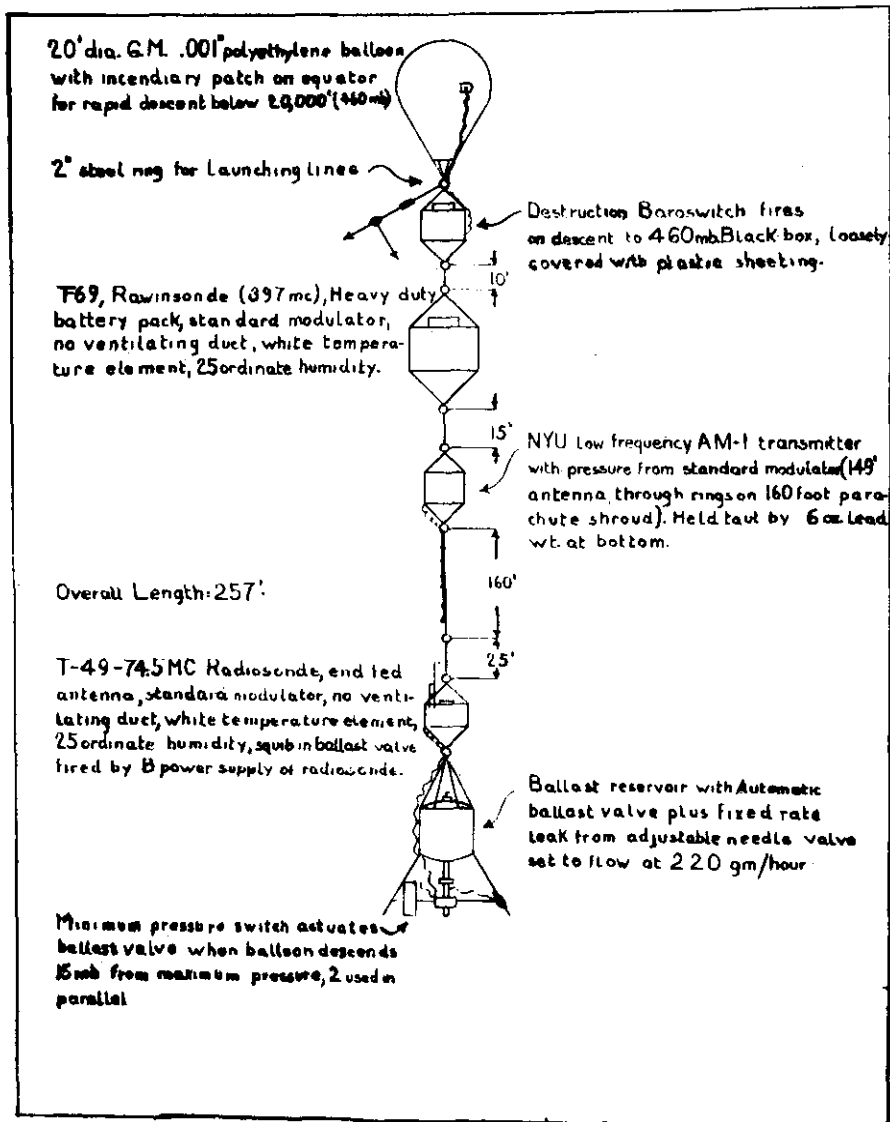 20' dia. G.M. .001" polyethylene balloon
with incendiary patch on equator
for rapid descent below 20,000' (460 mb)
2" steel ring for Launching lines
Destruction Baroswitch fires
on descent to 460mb. Black box, loosely
covered with plastic sheeting.
10'
T69, Rawinsonde (397 mc), Heavy duty
battery pack, standard modulator,
no ventilating duct, white tempera-
ture element, 25 ordinate humidity.
15'
NYU Low frequency AM-1 transmitter
with pressure from standard modulator (149'
antenna through rings on 160 foot para-
chute shroud). Held taut by 6 oz. Lead
wt. at bottom.
160'
Overall Length: 257'.
25'
T-49-74.5 MC Radiosonde, end fed
antenna, standard modulator, no venti-
lating duct, white temperature element,
25 ordinate humidity, squib in ballast valve
fired by B power supply of radiosonde.
Ballast reservoir with Automatic
ballast valve plus fixed rate
leak from adjustable needle valve
set to flow at 220 gm/hour
Minimum pressure switch actuates
ballast valve when balloon descends
15 mb from maximum pressure, 2 used in
parallel